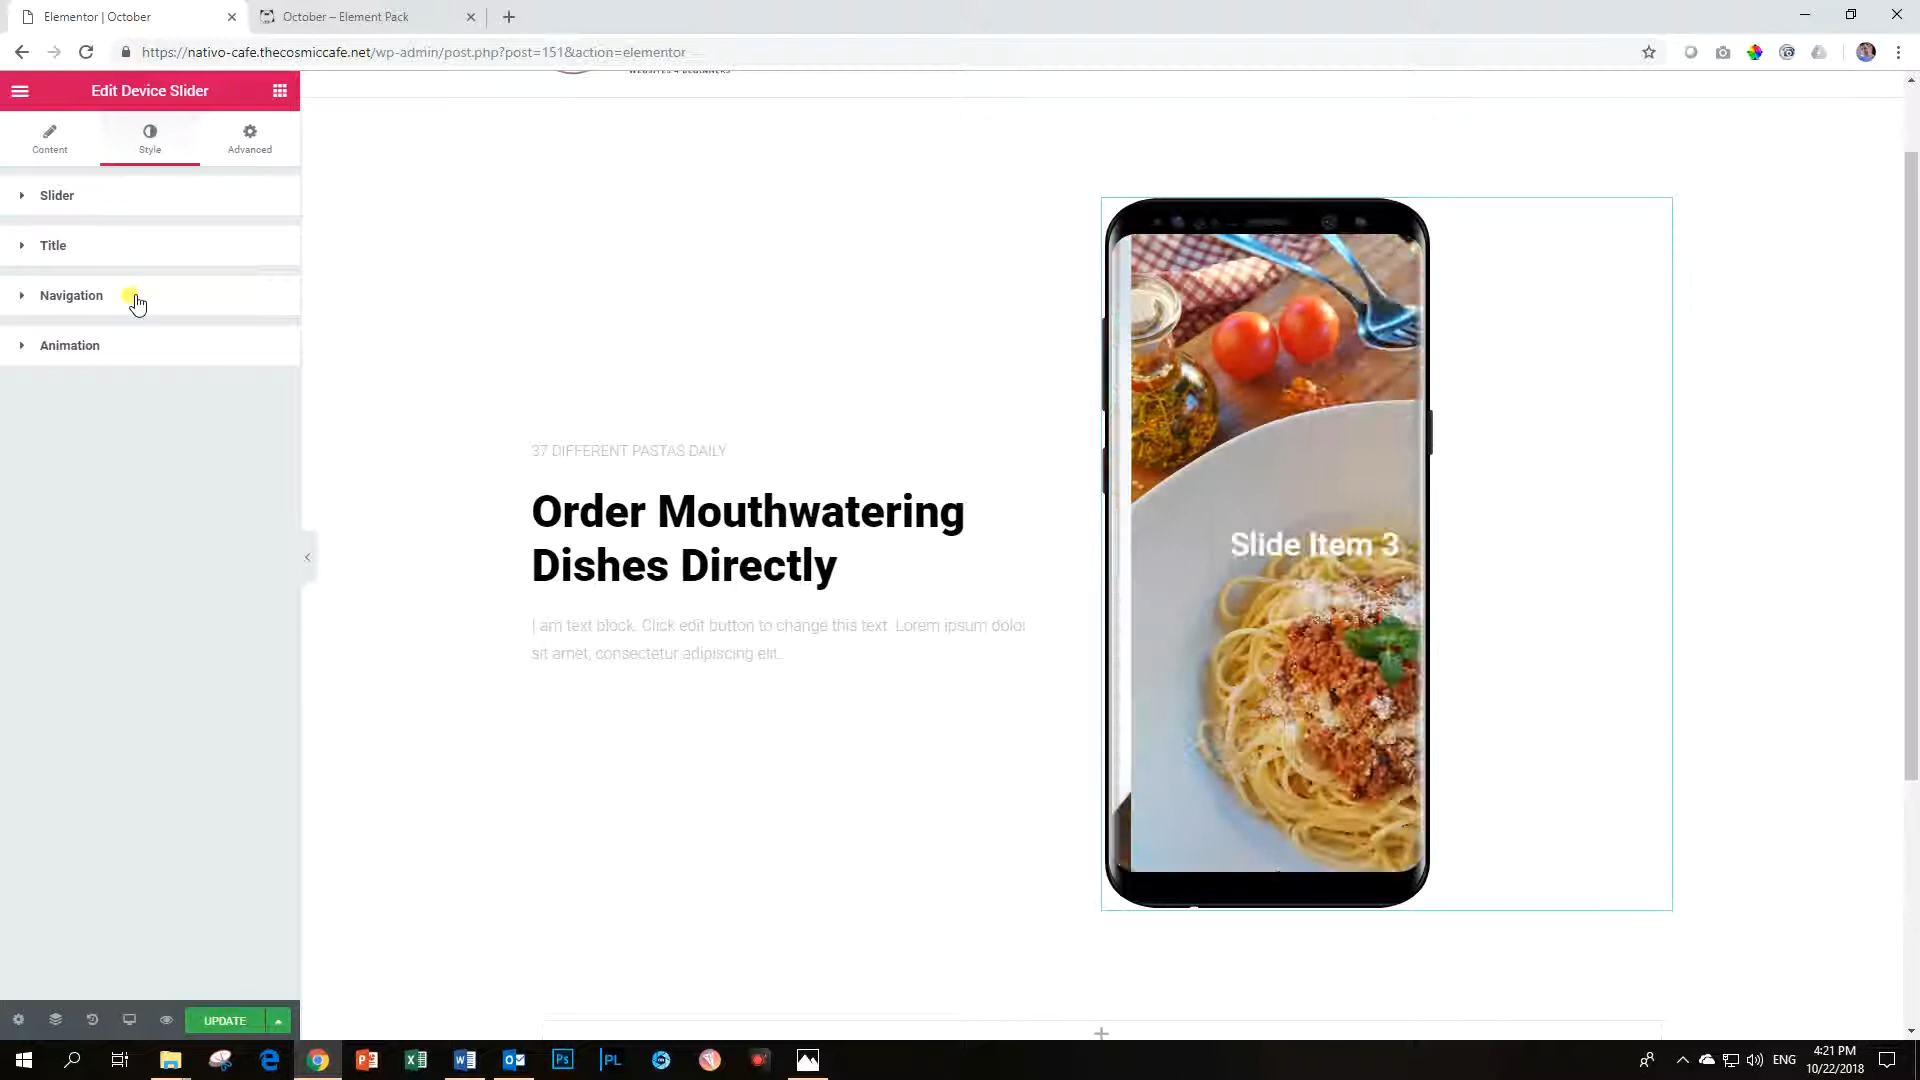 Elementor | October
October – Element Pack
https://nativo-cafe.thecosmiccafe.net/wp-admin/post.php?post=151&action=elementor
WEBSITES 4 BEGINNERS
Edit Device Slider
Content
Style
Advanced
Slider
Title
Navigation
Animation
37 DIFFERENT PASTAS DAILY
Order Mouthwatering
Dishes Directly
I am text block. Click edit button to change this text. Lorem ipsum dolor
sit amet, consectetur adipiscing elit.
Slide Item 3
UPDATE
ENG
4:21 PM
10/22/2018